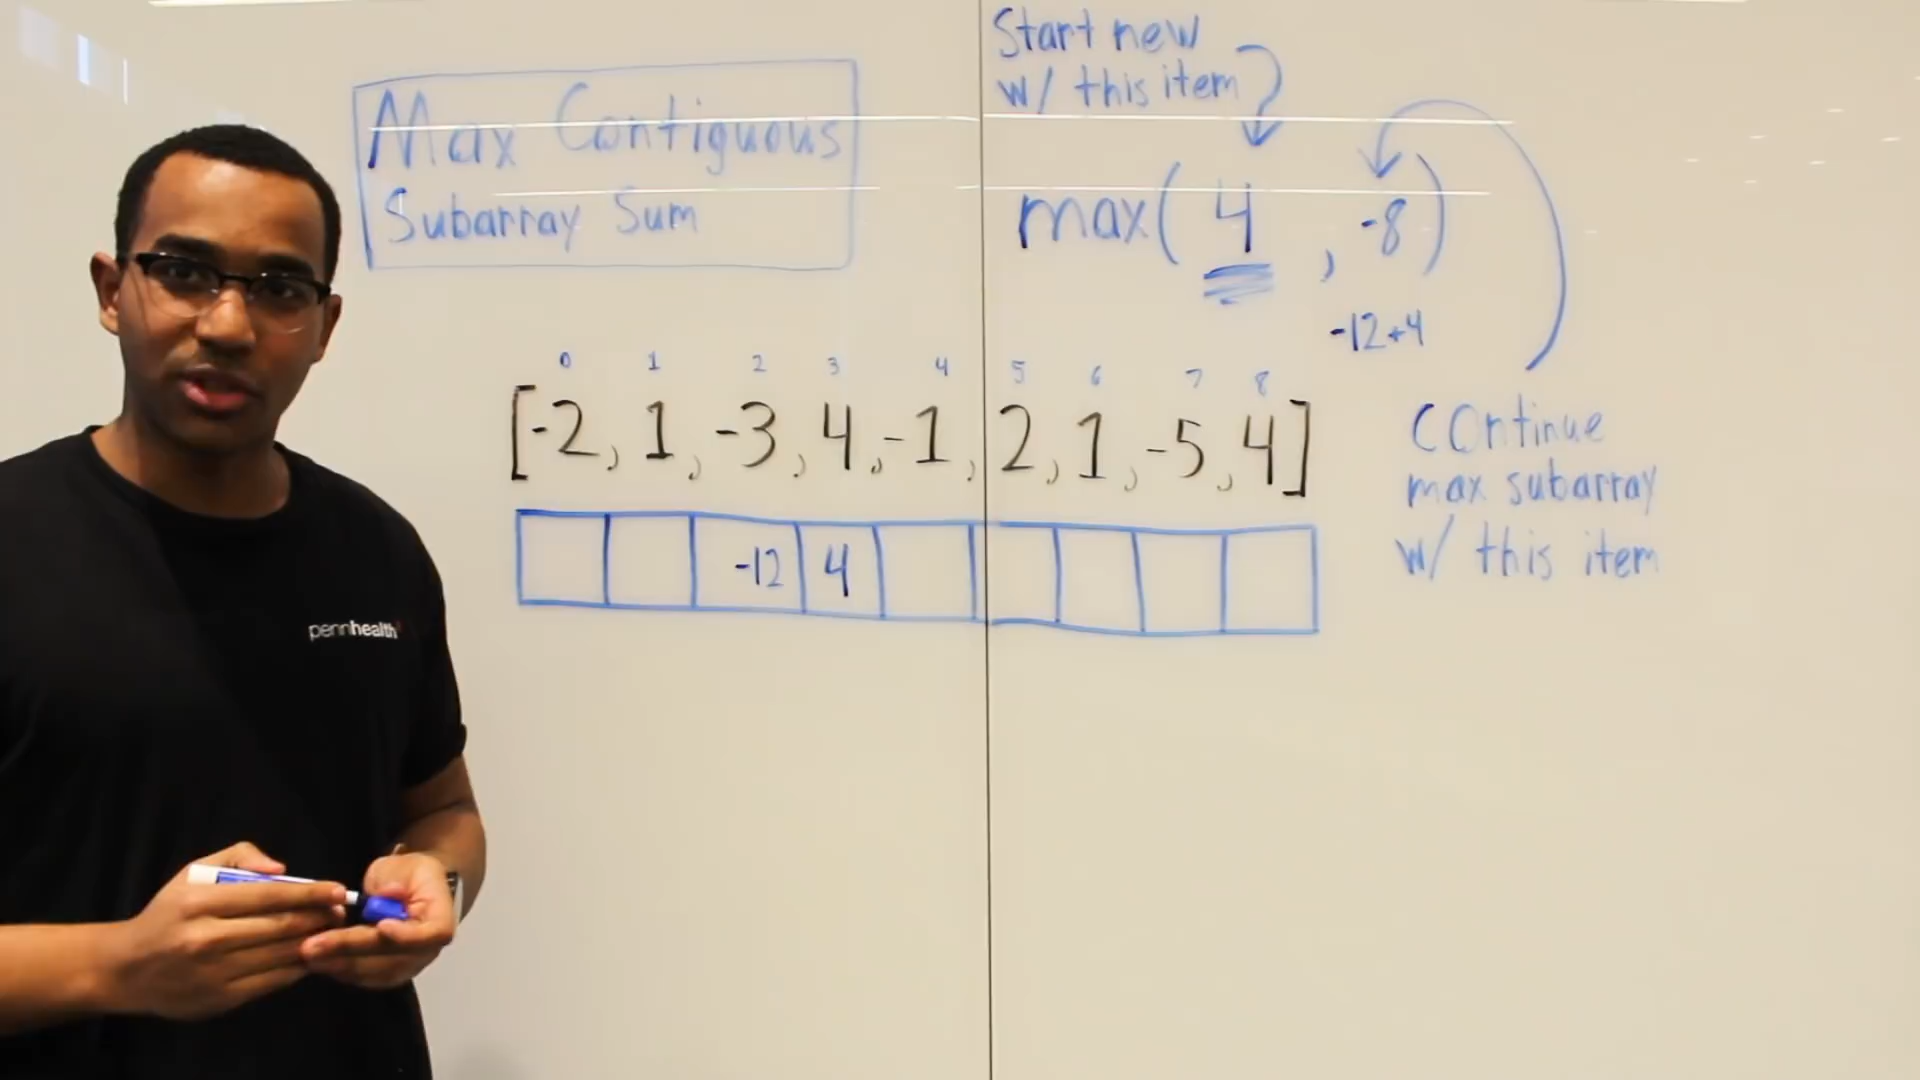 Max Contiguous
Subarray Sum
Start new
w/ this item
max( 4 , -8)
-12+4
0 1 2 3 4 5 6 7 8
[-2, 1, -3, 4, -1, 2, 1, -5, 4]
-12 4
continue
max subarray
w/ this item
pennhealth